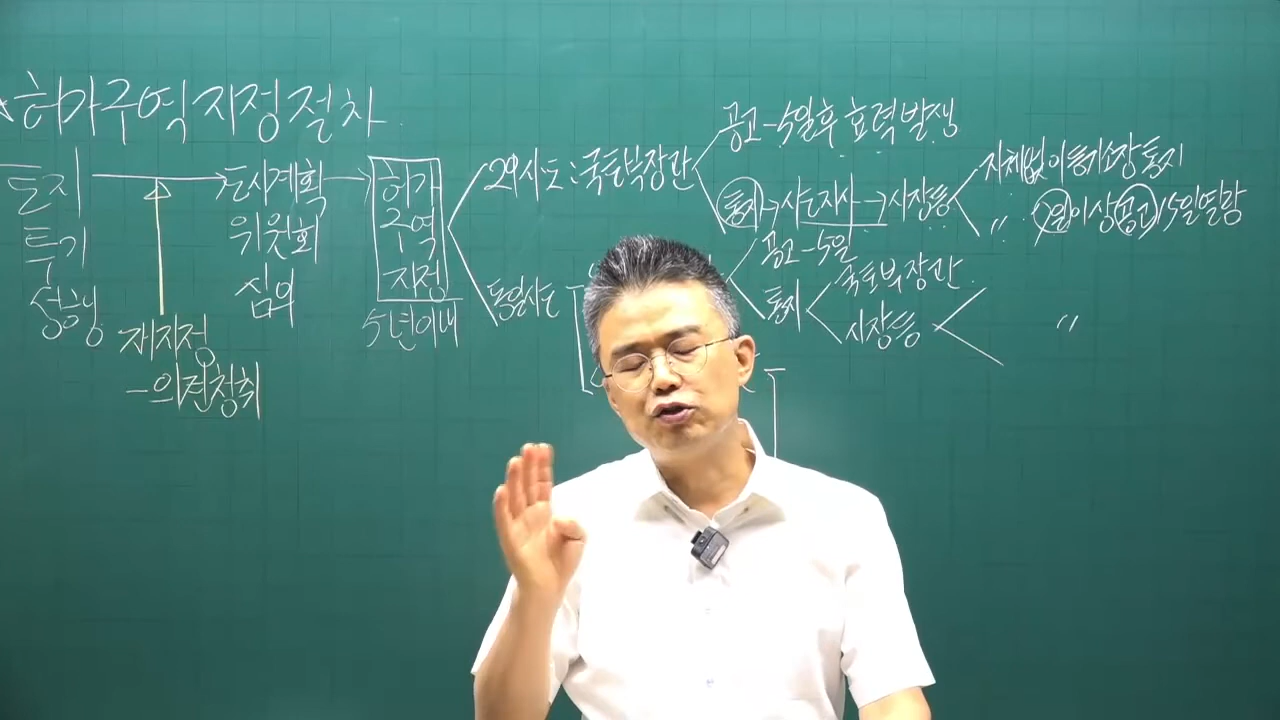 허가구역 지정절차
토지
투기
성행
도시계획
위원회
심의
재지정
-의견청취
허가
구역
지정
5년이내
2이시·도:국토부장관
공고-5일후 효력발생
통지→시·도지사→시장등
지체없이 등기소장 통지
〃 7일이상 공고 15일열람
동일시·도
공고-5일
통지
국토부장관
시장등
〃